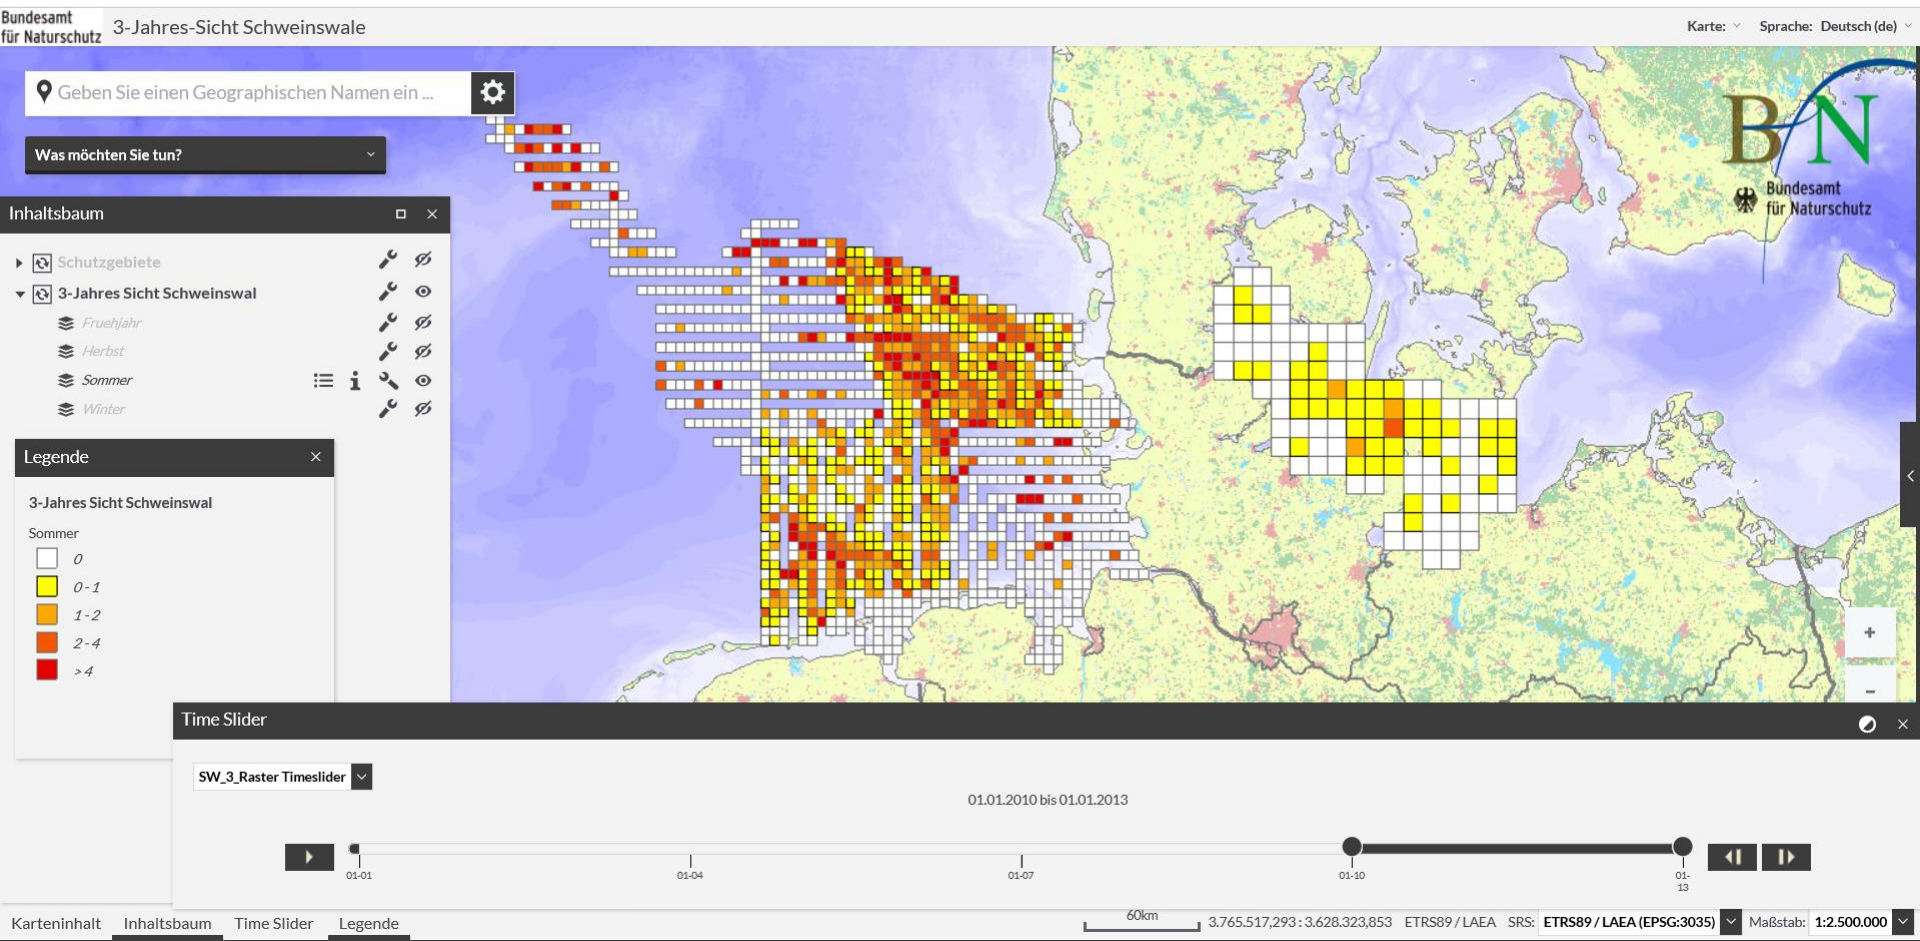 Bundesamt
für Naturschutz
3-Jahres-Sicht Schweinswale
Karte:
Sprache: Deutsch (de)
Geben Sie einen Geographischen Namen ein ...
Was möchten Sie tun?
BfN
Bundesamt
für Naturschutz
Inhaltsbaum
Schutzgebiete
3-Jahres Sicht Schweinswal
Fruehjahr
Herbst
Sommer
Winter
Legende
3-Jahres Sicht Schweinswal
Sommer
0
0-1
1-2
2-4
>4
+
-
Time Slider
SW_3_Raster Timeslider
01.01.2010 bis 01.01.2013
01-01
01-04
01-07
01-10
01-
13
Karteninhalt
Inhaltsbaum
Time Slider
Legende
60km
3.765.517,293 : 3.628.323,853
ETRS89 / LAEA
SRS: ETRS89 / LAEA (EPSG:3035)
Maßstab: 1:2.500.000